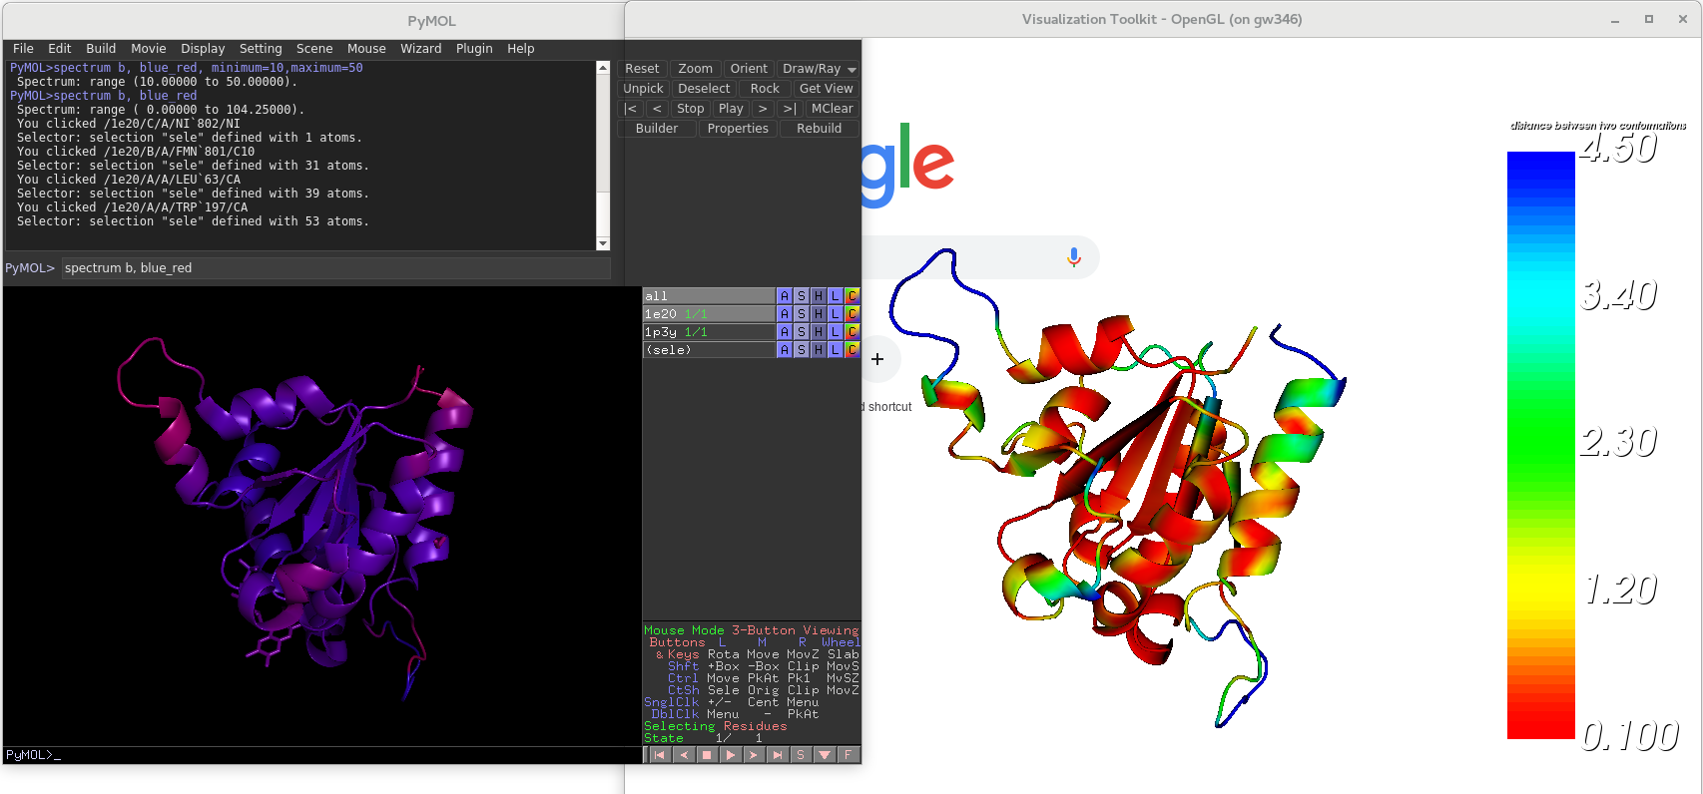 PyMOL
Visualization Toolkit - OpenGL (on gw346)
File Edit Build Movie Display Setting Scene Mouse Wizard Plugin Help
PyMOL>spectrum b, blue_red, minimum=10,maximum=50
Spectrum: range (10.00000 to 50.00000).
PyMOL>spectrum b, blue_red
Spectrum: range ( 0.00000 to 104.25000).
You clicked /1e20/C/A/NI`802/NI
Selector: selection "sele" defined with 1 atoms.
You clicked /1e20/B/A/FMN`801/C10
Selector: selection "sele" defined with 31 atoms.
You clicked /1e20/A/A/LEU`63/CA
Selector: selection "sele" defined with 39 atoms.
You clicked /1e20/A/A/TRP`197/CA
Selector: selection "sele" defined with 53 atoms.
PyMOL> spectrum b, blue_red
Reset Zoom Orient Draw/Ray
Unpick Deselect Rock Get View
|< < Stop Play > >| MClear
Builder Properties Rebuild
all A S H L C
1e20 1/1 A S H L C
1p3y 1/1 A S H L C
(sele) A S H L C
Mouse Mode 3-Button Viewing
Buttons L M R Wheel
& Keys Rota Move MovZ Slab
Shft +Box -Box Clip MovS
Ctrl Move PkAt Pk1 MvSZ
CtSh Sele Orig Clip MovZ
SnglClk +/- Cent Menu
DblClk Menu - PkAt
Selecting Residues
State 1/ 1
S F
PyMOL>_
gle
d shortcut
distance between two conformations
4.50
3.40
2.30
1.20
0.100